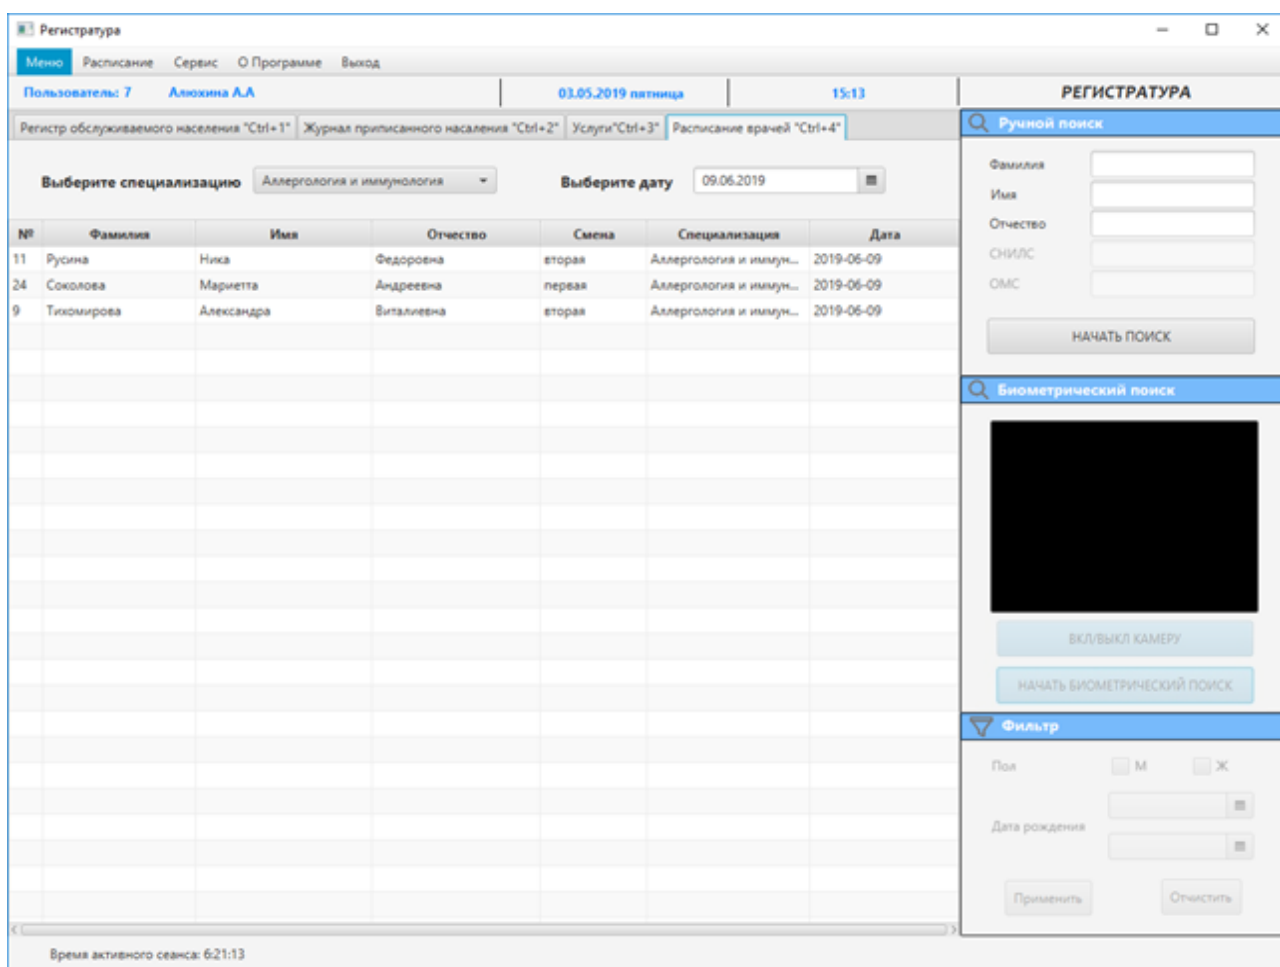 Регистратура
Меню Расписание Сервис О Программе Выход
Пользователь: 7 Алюхина А.А 03.05.2019 пятница 15:13 РЕГИСТРАТУРА
Регистр обслуживаемого населения "Ctrl+1" Журнал приписанного насаления "Ctrl+2" Услуги"Ctrl+3" Расписание врачей "Ctrl+4"
Выберите специализацию Аллергология и иммунология Выберите дату 09.06.2019
№ Фамилия Имя Отчество Смена Специализация Дата
11 Русина Ника Федоровна вторая Аллергология и иммун... 2019-06-09
24 Соколова Мариетта Андреевна первая Аллергология и иммун... 2019-06-09
9 Тихомирова Александра Виталиевна вторая Аллергология и иммун... 2019-06-09
Ручной поиск
Фамилия
Имя
Отчество
СНИЛС
ОМС
НАЧАТЬ ПОИСК
Биометрический поиск
ВКЛ/ВЫКЛ КАМЕРУ
НАЧАТЬ БИОМЕТРИЧЕСКИЙ ПОИСК
Фильтр
Пол М Ж
Дата рождения
Применить Отчистить
Время активного сеанса: 6:21:13